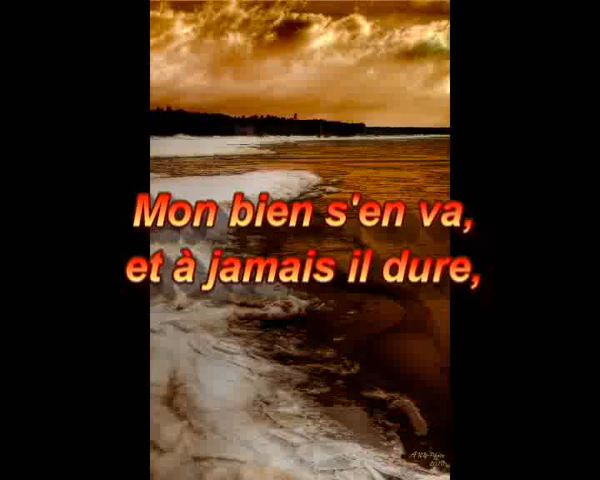 Mon bien s'en va,
et à jamais il dure,